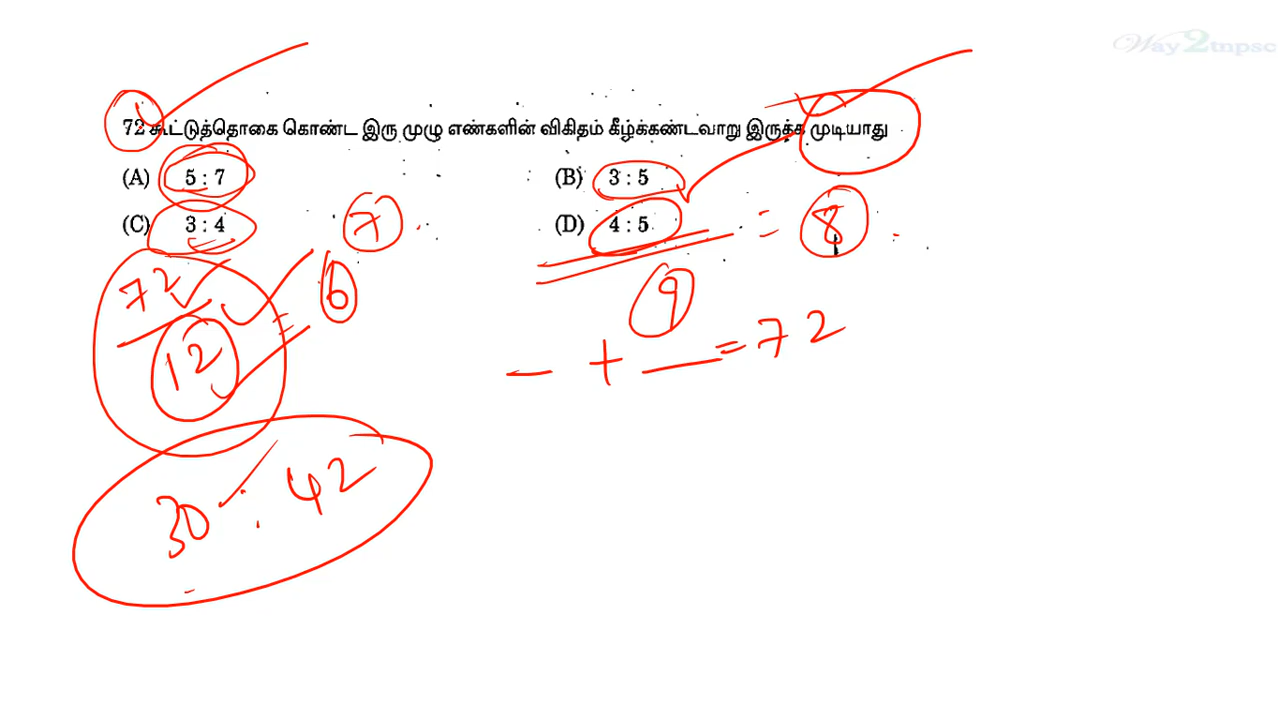 Way2tnpsc
72 கூட்டுத்தொகை கொண்ட இரு முழு எண்களின் விகிதம் கீழ்க்கண்டவாறு இருக்க முடியாது
(A) 5 : 7 (B) 3 : 5
(C) 3 : 4 (D) 4 : 5
7 = 8
72
12
= 6
9
— + — = 72
30 : 42